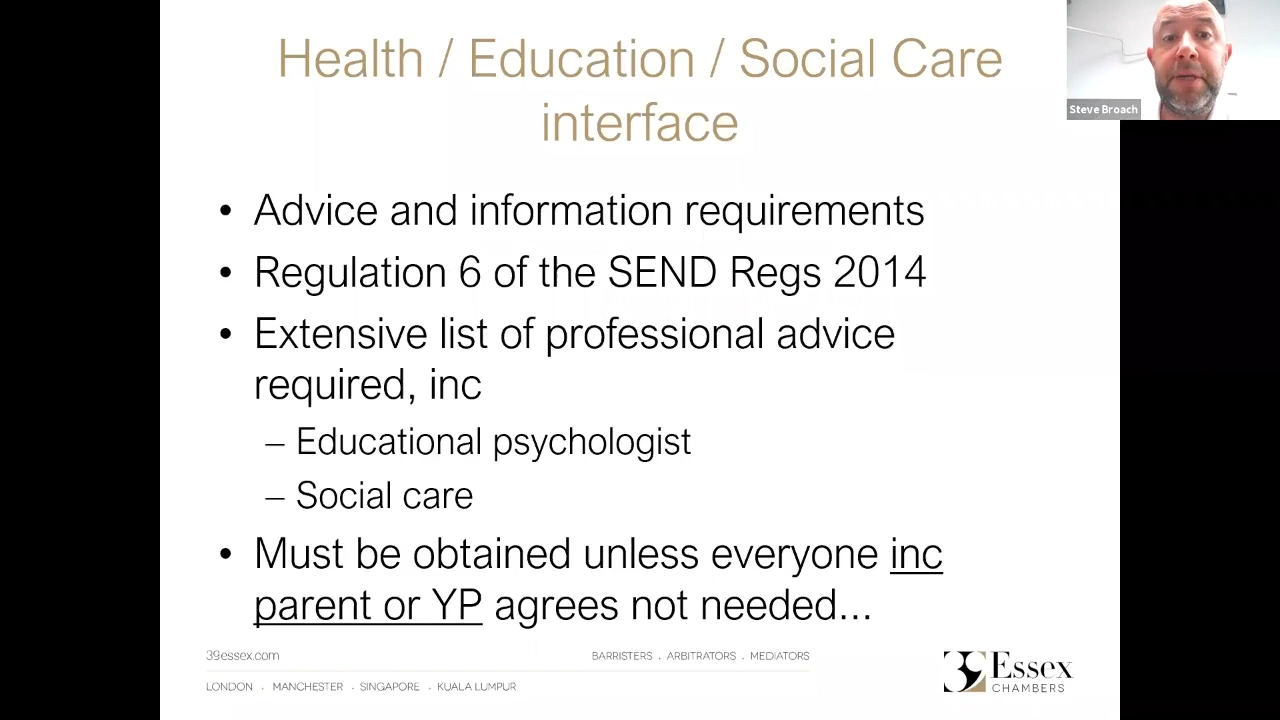 Health / Education / Social Care
interface
Steve Broach
• Advice and information requirements
• Regulation 6 of the SEND Regs 2014
• Extensive list of professional advice
required, inc
– Educational psychologist
– Social care
• Must be obtained unless everyone inc
parent or YP agrees not needed...
39essex.com
BARRISTERS . ARBITRATORS . MEDIATORS
LONDON . MANCHESTER . SINGAPORE . KUALA LUMPUR
39 Essex
CHAMBERS